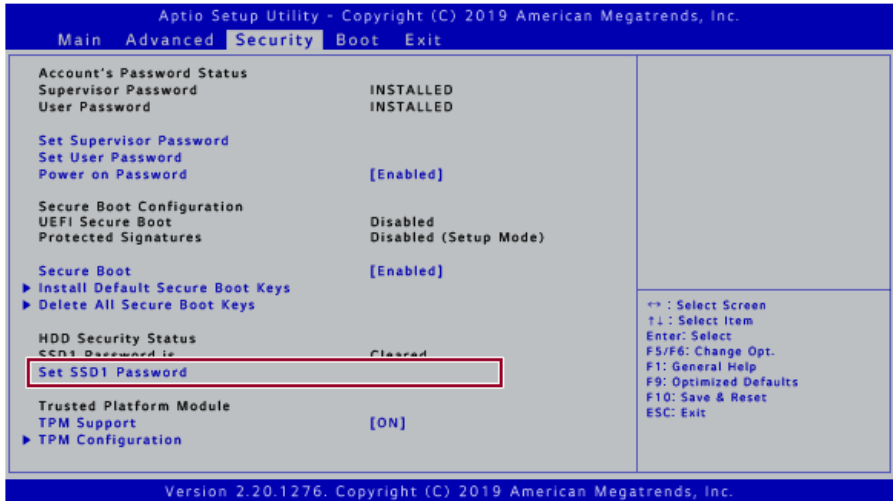 Aptio Setup Utility - Copyright (C) 2019 American Megatrends, Inc.
Main Advanced Security Boot Exit
Account's Password Status
Supervisor Password INSTALLED
User Password INSTALLED
Set Supervisor Password
Set User Password
Power on Password [Enabled]
Secure Boot Configuration
UEFI Secure Boot Disabled
Protected Signatures Disabled (Setup Mode)
Secure Boot [Enabled]
Install Default Secure Boot Keys
Delete All Secure Boot Keys
HDD Security Status
SSD1 Password is Cleared
Set SSD1 Password
Trusted Platform Module
TPM Support [ON]
TPM Configuration
↔ : Select Screen
↑↓ : Select Item
Enter: Select
F5/F6: Change Opt.
F1: General Help
F9: Optimized Defaults
F10: Save & Reset
ESC: Exit
Version 2.20.1276. Copyright (C) 2019 American Megatrends, Inc.